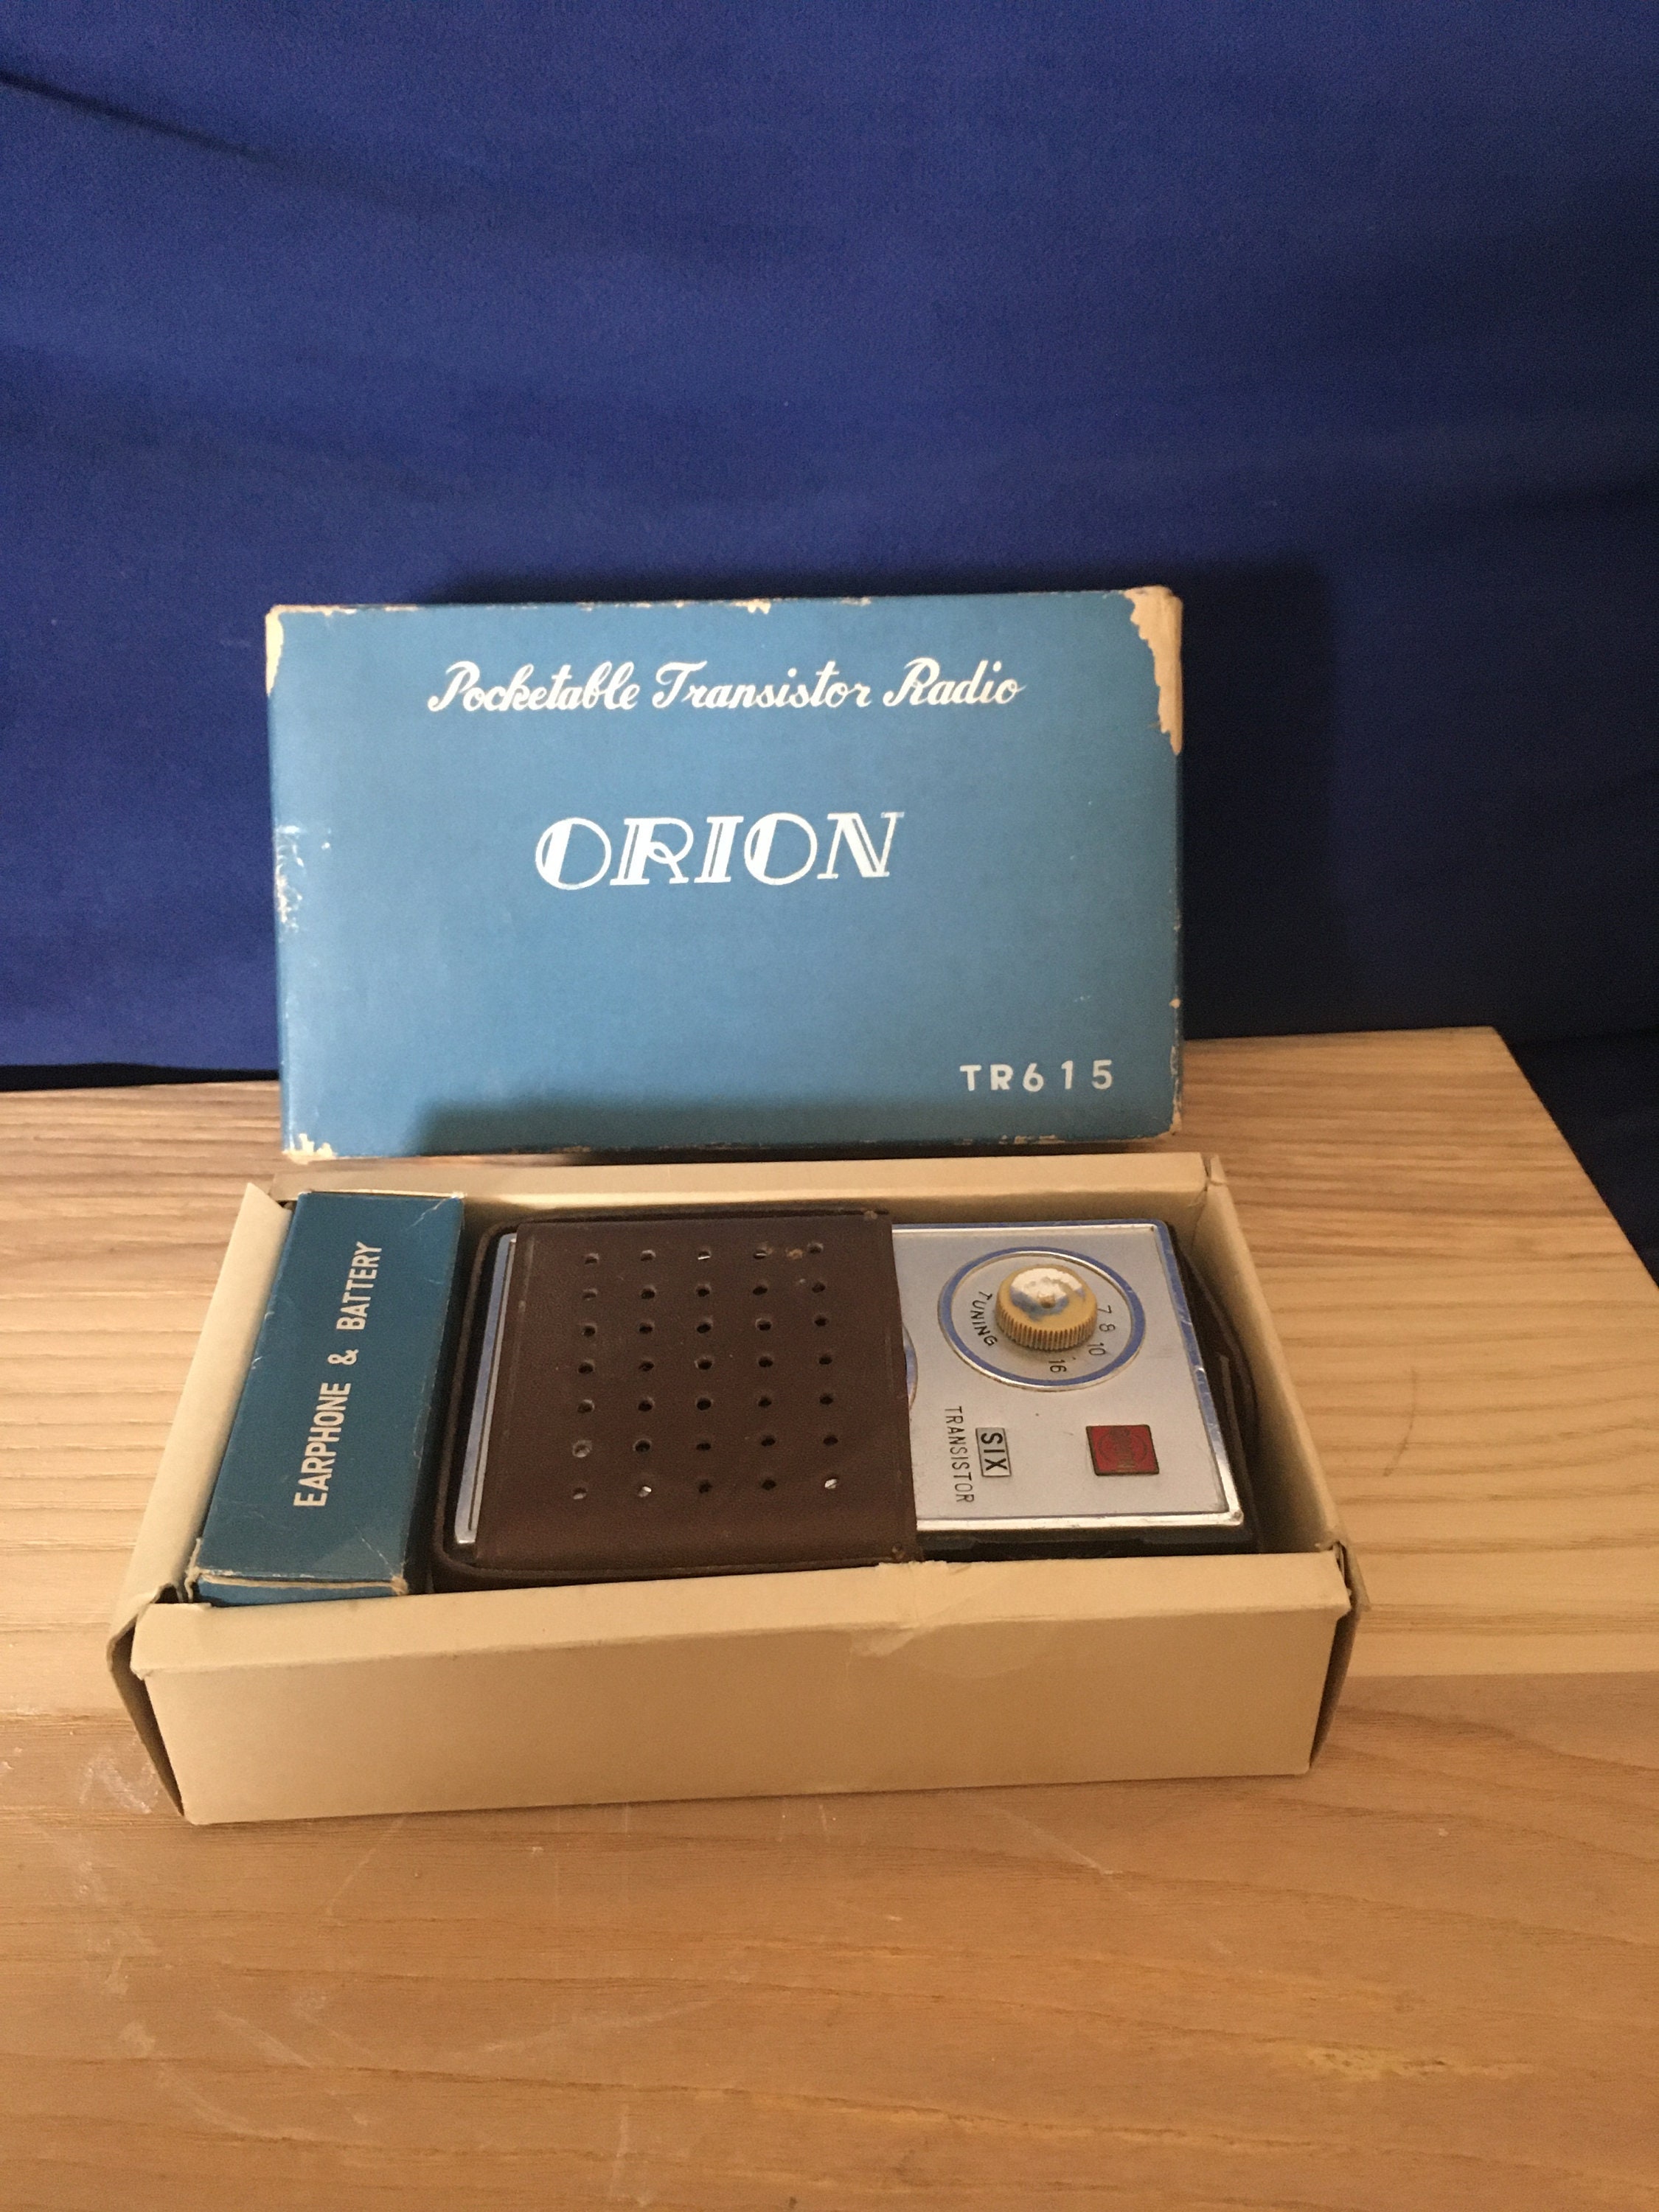 Pocketable Transistor Radio
ORION
TR615
EARPHONE & BATTERY
TUNING
7 8 10 16
SIX
TRANSISTOR